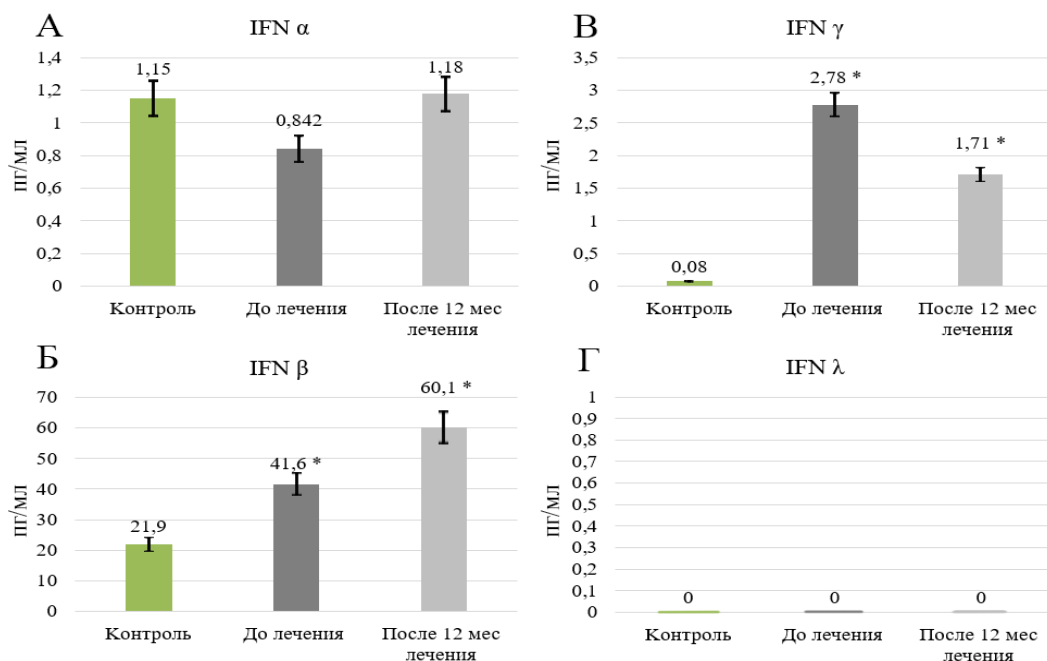 А
IFN α
1,4
1,2
1
0,8
0,6
0,4
0,2
0
пг/мл
1,15
0,842
1,18
Контроль
До лечения
После 12 мес
лечения
В
IFN γ
3,5
3
2,5
2
1,5
1
0,5
0
пг/мл
0,08
2,78 *
1,71 *
Контроль
До лечения
После 12 мес
лечения
Б
IFN β
70
60
50
40
30
20
10
0
пг/мл
21,9
41,6 *
60,1 *
Контроль
До лечения
После 12 мес
лечения
Г
IFN λ
1
0,9
0,8
0,7
0,6
0,5
0,4
0,3
0,2
0,1
0
пг/мл
0
0
0
Контроль
До лечения
После 12 мес
лечения